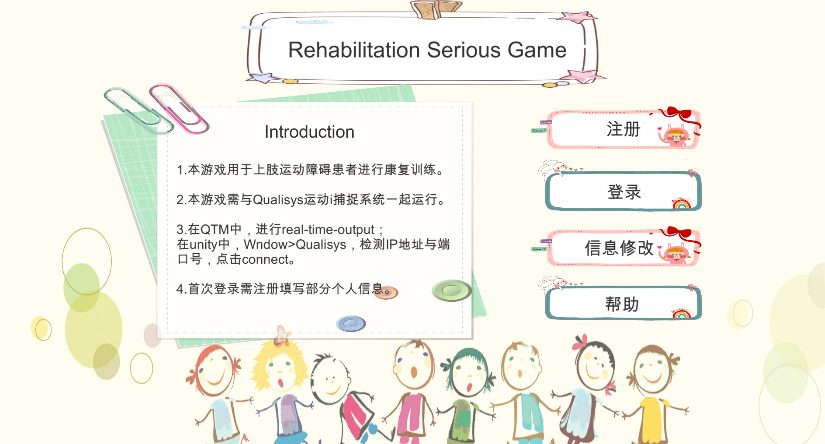 Rehabilitation Serious Game
Introduction
1.本游戏用于上肢运动障碍患者进行康复训练。
2.本游戏需与Qualisys运动i捕捉系统一起运行。
3.在QTM中，进行real-time-output；
在unity中，Wndow>Qualisys，检测IP地址与端
口号，点击connect。
4.首次登录需注册填写部分个人信息。
注册
登录
信息修改
帮助